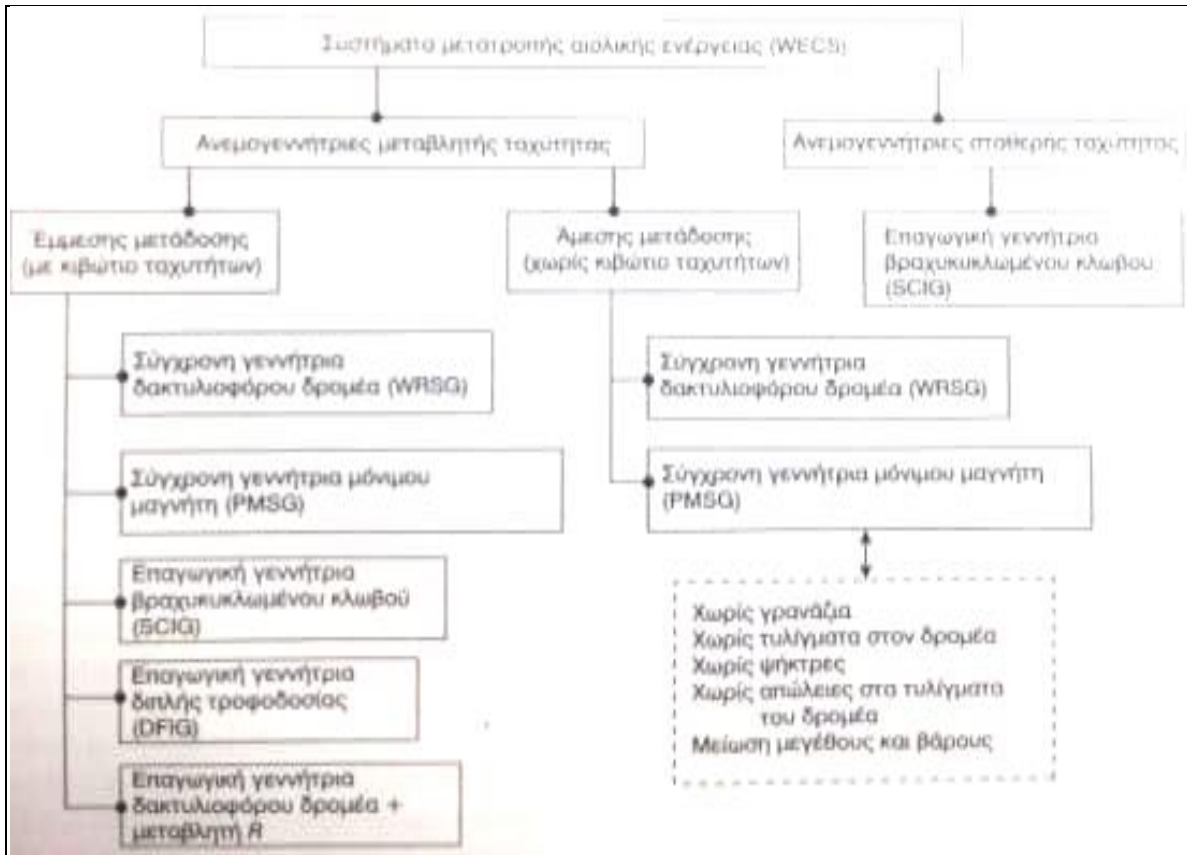 Συστήματα μετατροπής αιολικής ενέργειας (WECS)
Ανεμογεννήτριες μεταβλητής ταχύτητας
Ανεμογεννήτριες σταθερής ταχύτητας
Έμμεσης μετάδοσης
(με κιβώτιο ταχυτήτων)
Άμεσης μετάδοσης
(χωρίς κιβώτιο ταχυτήτων)
Επαγωγική γεννήτρια
βραχυκυκλωμένου κλωβού
(SCIG)
Σύγχρονη γεννήτρια
δακτυλιοφόρου δρομέα (WRSG)
Σύγχρονη γεννήτρια μόνιμου
μαγνήτη (PMSG)
Επαγωγική γεννήτρια
βραχυκυκλωμένου κλωβού
(SCIG)
Επαγωγική γεννήτρια
διπλής τροφοδοσίας
(DFIG)
Επαγωγική γεννήτρια
δακτυλιοφόρου δρομέα +
μεταβλητή R
Σύγχρονη γεννήτρια
δακτυλιοφόρου δρομέα (WRSG)
Σύγχρονη γεννήτρια μόνιμου μαγνήτη
(PMSG)
Χωρίς γρανάζια
Χωρίς τυλίγματα στον δρομέα
Χωρίς ψήκτρες
Χωρίς απώλειες στα τυλίγματα
του δρομέα
Μείωση μεγέθους και βάρους